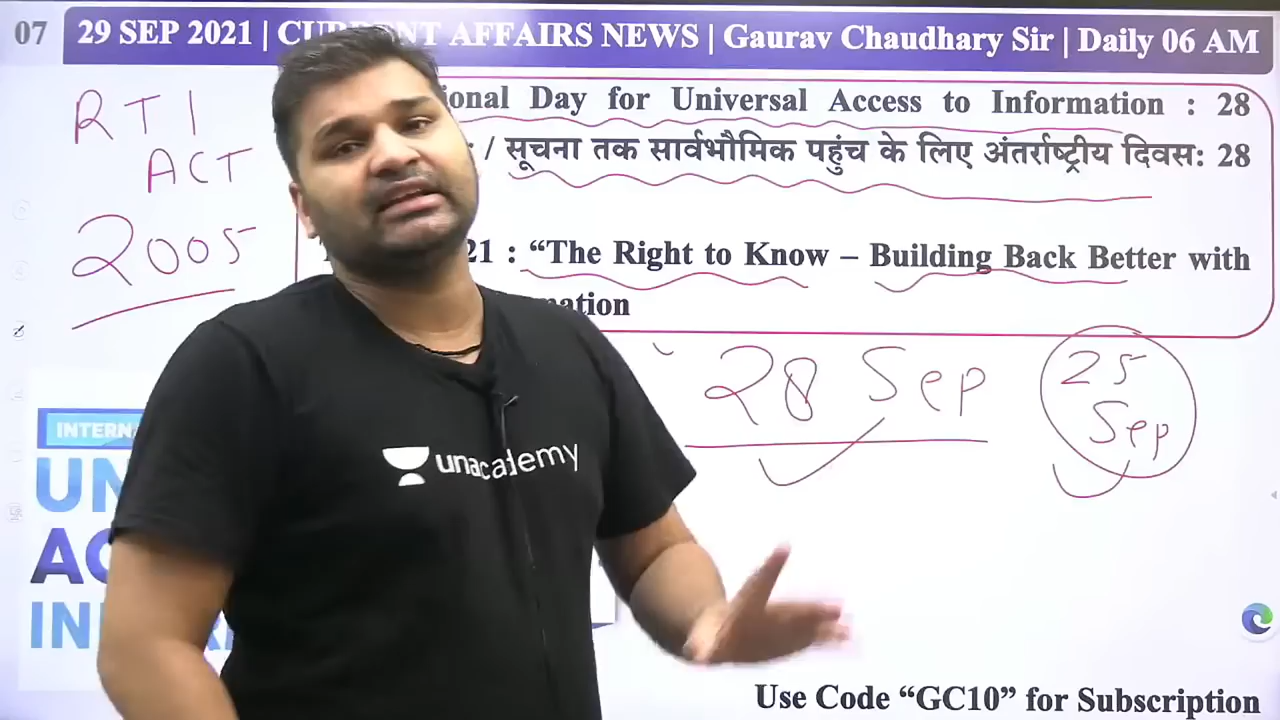 07
29 SEP 2021 | CURRENT AFFAIRS NEWS | Gaurav Chaudhary Sir | Daily 06 AM
RTI
ACT
2005
ional Day for Universal Access to Information : 28
/ सूचना तक सार्वभौमिक पहुंच के लिए अंतर्राष्ट्रीय दिवस: 28
21 : “The Right to Know – Building Back Better with
mation
28 Sep
25
Sep
INTERNA
UN
AC
IN
unacademy
Use Code “GC10” for Subscription